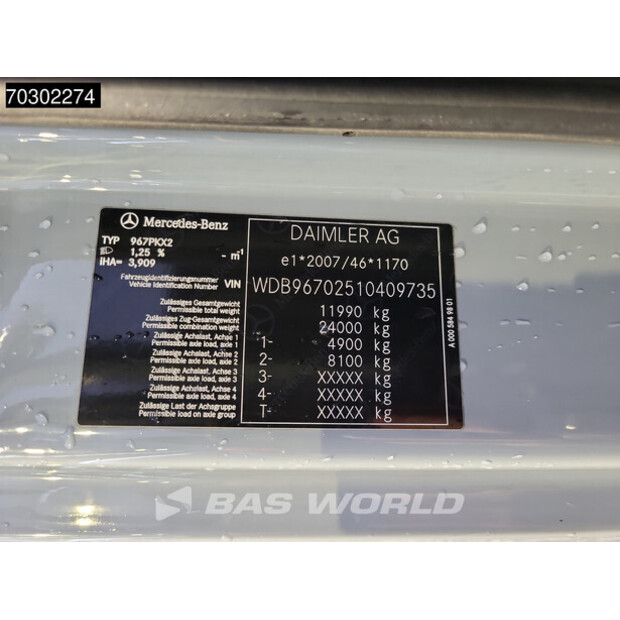 70302274
Mercedes-Benz
DAIMLER AG
TYP 967PKX2
1,25 % - m⁻¹
e1*2007/46*1170
iHA= 3,909
Fahrzeugidentifizierungsnummer
Vehicle Identification Number VIN WDB96702510409735
Zulässiges Gesamtgewicht
Permissible total weight 11990 kg
Zulässiges Zug-Gesamtgewicht
Permissible combination weight 24000 kg
Zulässige Achslast, Achse 1
Permissible axle load, axle 1 1- 4900 kg
Zulässige Achslast, Achse 2
Permissible axle load, axle 2 2- 8100 kg
Zulässige Achslast, Achse 3
Permissible axle load, axle 3 3- XXXXX kg
Zulässige Achslast, Achse 4
Permissible axle load, axle 4 4- XXXXX kg
Zulässige Last der Achsgruppe
Permissible load on axle group T- XXXXX kg
A 000 584 98 01
BAS WORLD